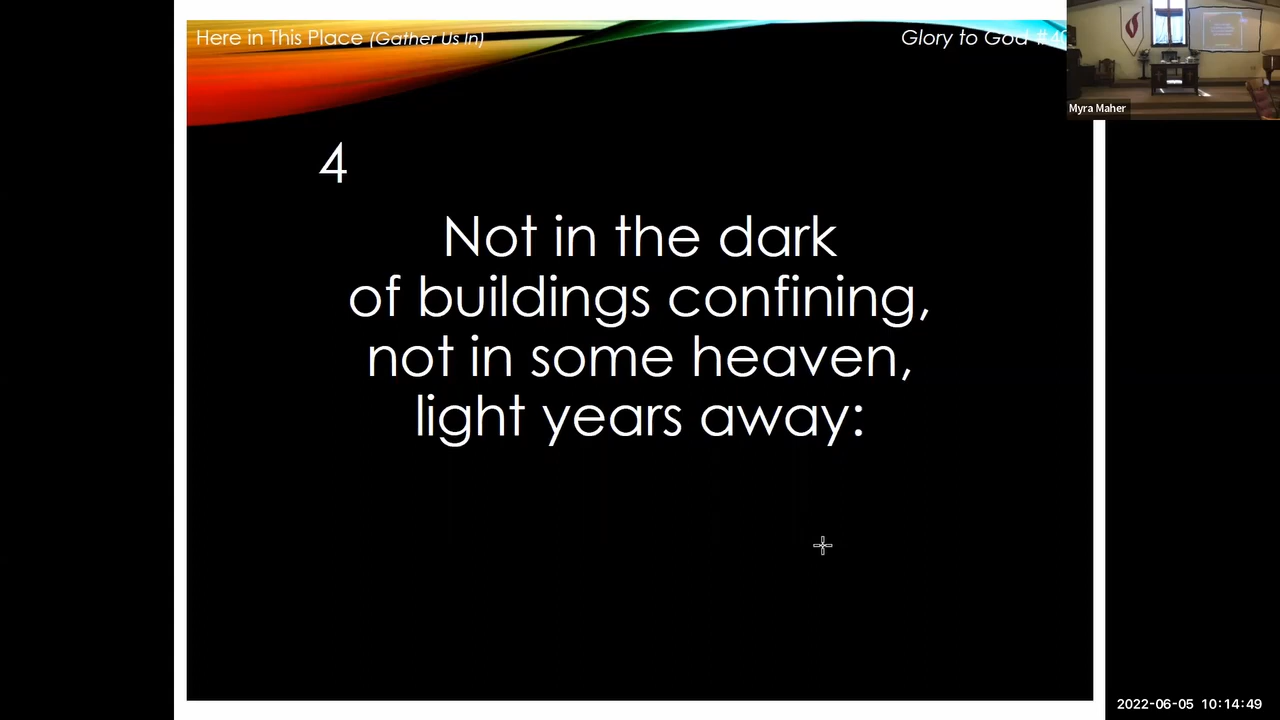 Here in This Place (Gather Us In)
Glory to God
Myra Maher
4
Not in the dark
of buildings confining,
not in some heaven,
light years away:
2022-06-05 10:14:49